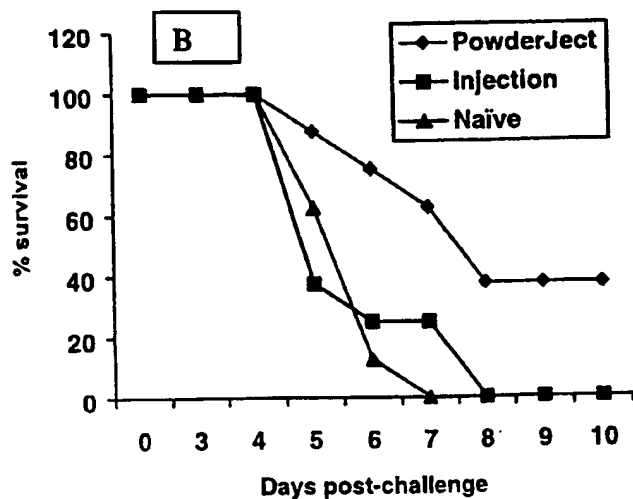 B
PowderJect
Injection
Naïve
% survival
120
100
80
60
40
20
0
0 3 4 5 6 7 8 9 10
Days post-challenge